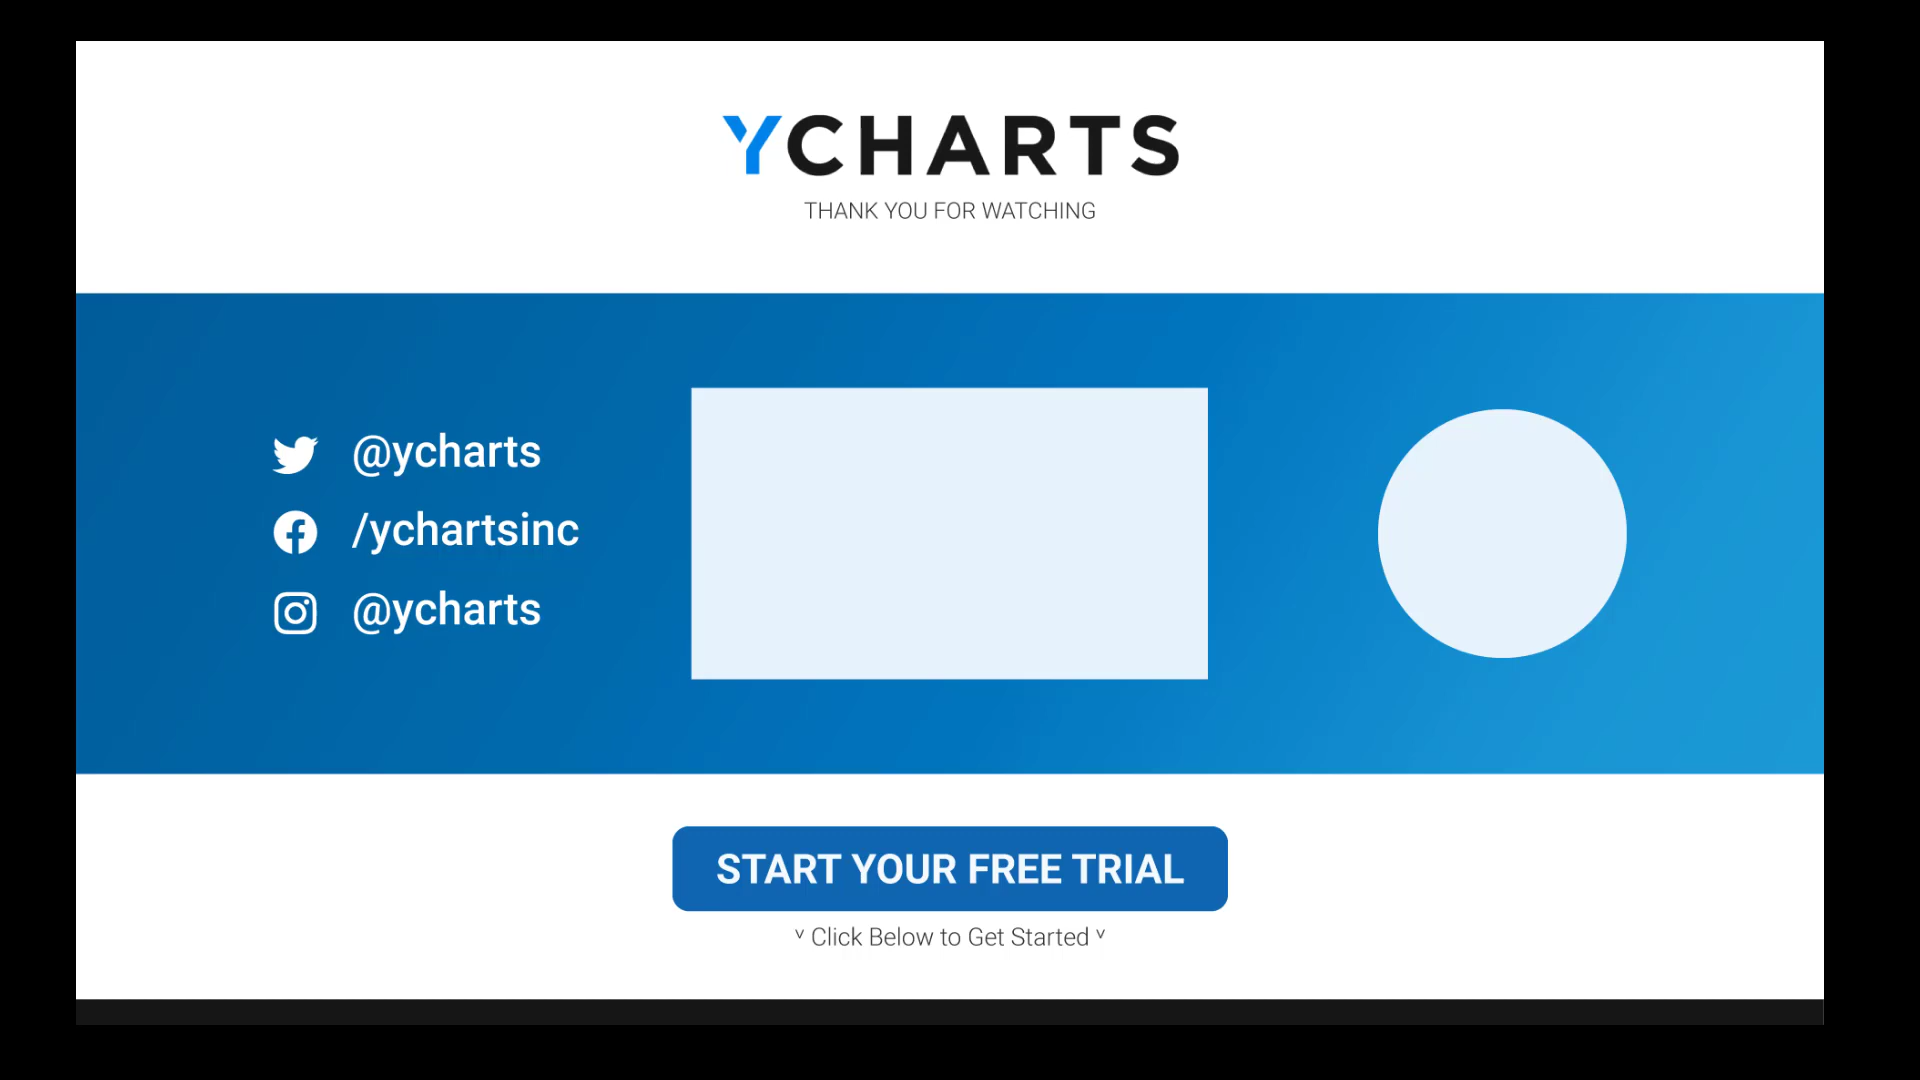 YCHARTS
THANK YOU FOR WATCHING
@ycharts
/ychartsinc
@ycharts
START YOUR FREE TRIAL
˅ Click Below to Get Started ˅